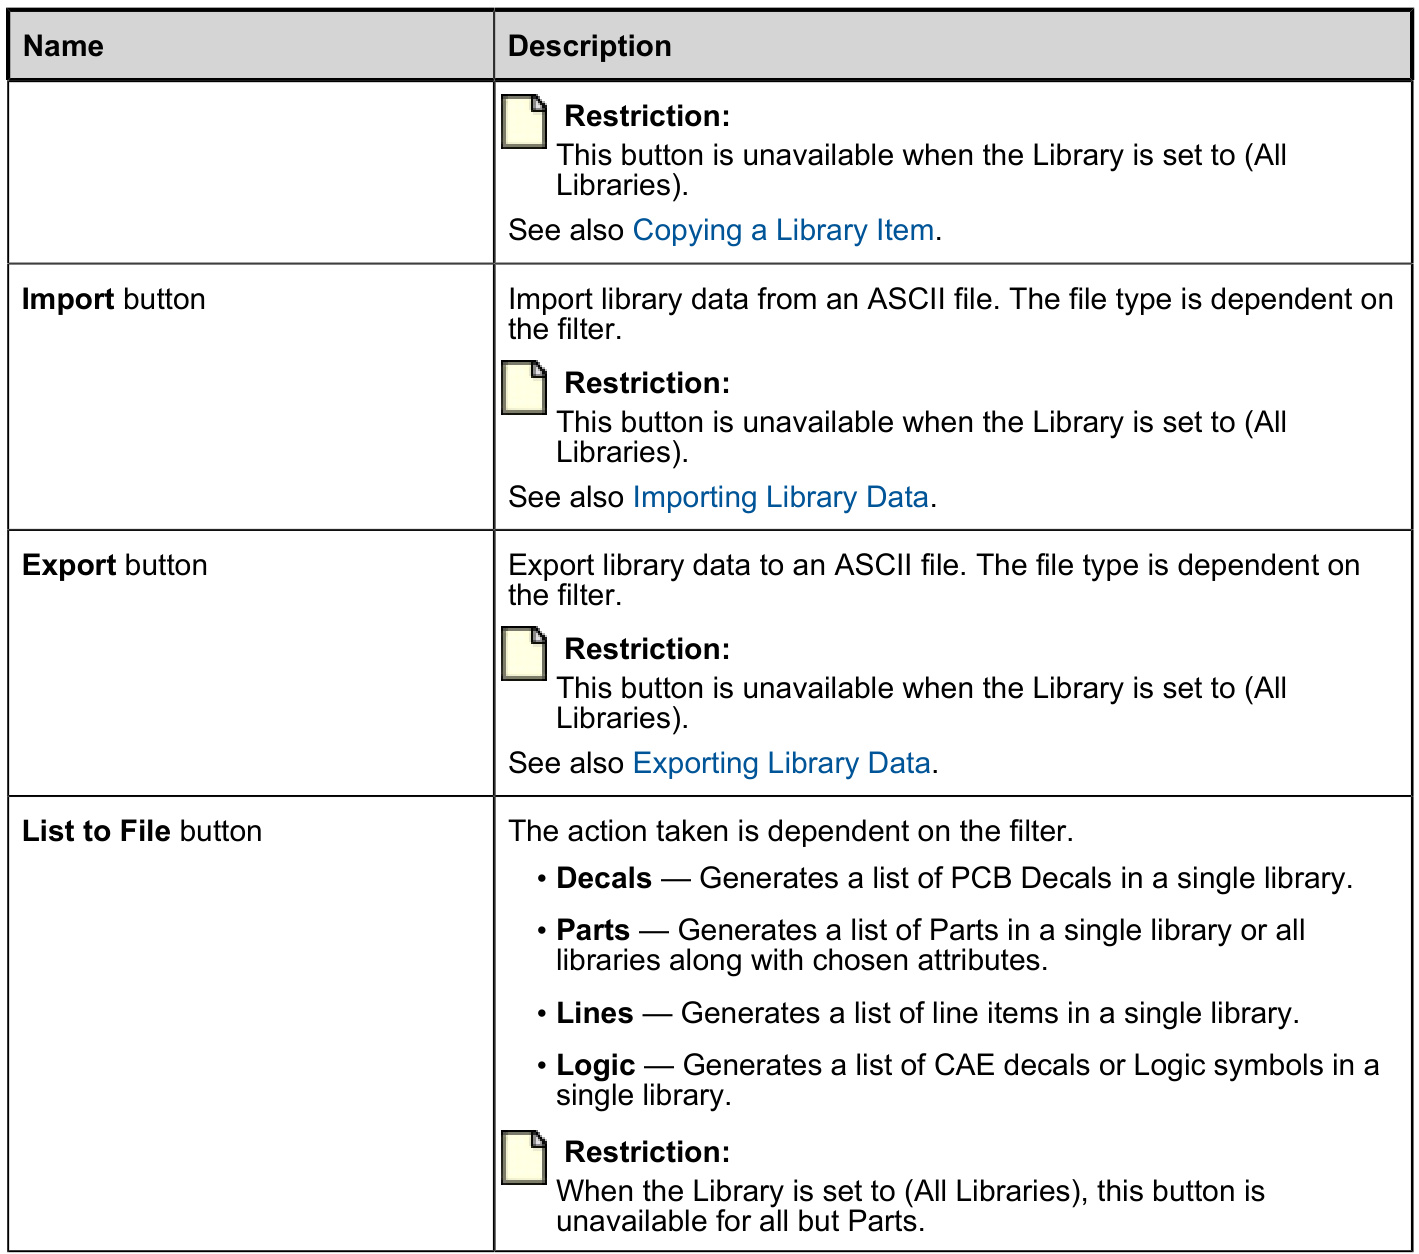 Name
Description
Restriction:
This button is unavailable when the Library is set to (All
Libraries).
See also Copying a Library Item.
Import button
Import library data from an ASCII file. The file type is dependent on
the filter.
Restriction:
This button is unavailable when the Library is set to (All
Libraries).
See also Importing Library Data.
Export button
Export library data to an ASCII file. The file type is dependent on
the filter.
Restriction:
This button is unavailable when the Library is set to (All
Libraries).
See also Exporting Library Data.
List to File button
The action taken is dependent on the filter.
• Decals — Generates a list of PCB Decals in a single library.
• Parts — Generates a list of Parts in a single library or all
libraries along with chosen attributes.
• Lines — Generates a list of line items in a single library.
• Logic — Generates a list of CAE decals or Logic symbols in a
single library.
Restriction:
When the Library is set to (All Libraries), this button is
unavailable for all but Parts.